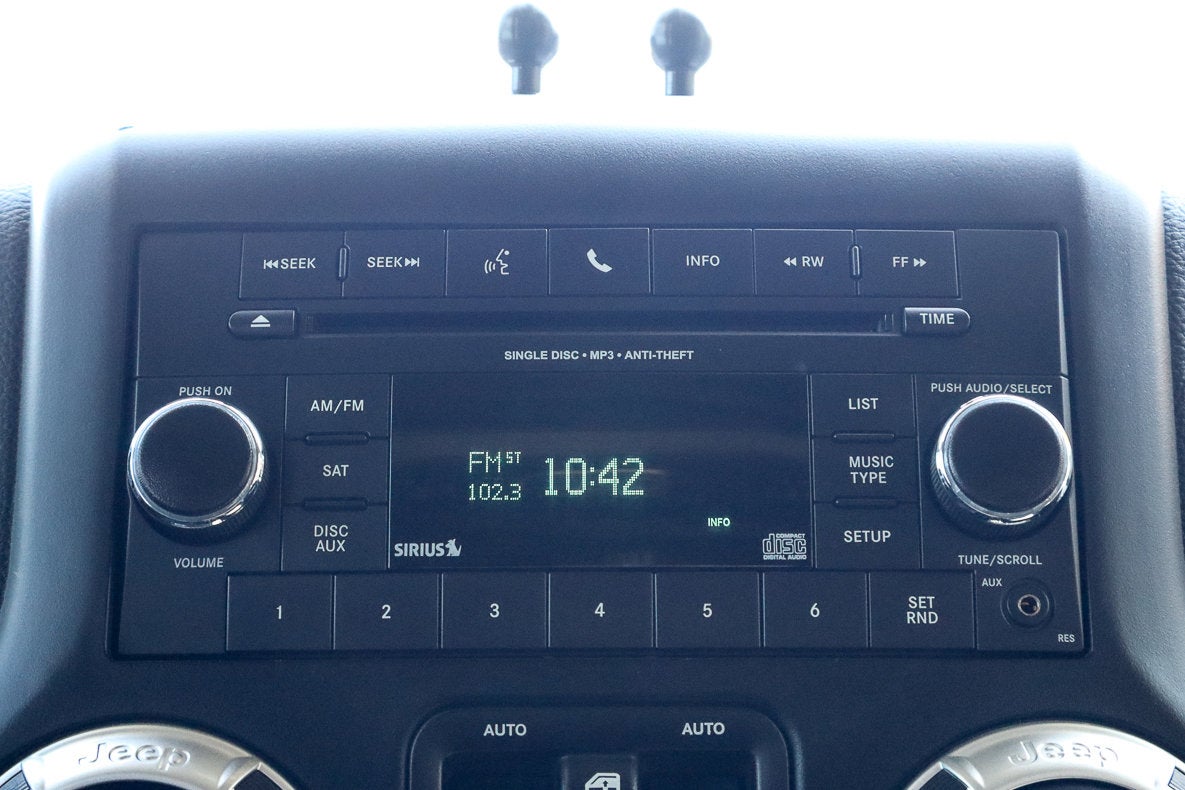 SEEK
SEEK
INFO
RW
FF
TIME
SINGLE DISC • MP3 • ANTI-THEFT
PUSH ON
VOLUME
AM/FM
SAT
DISC
AUX
FM ST
102.3
10:42
INFO
SIRIUS
COMPACT
disc
DIGITAL AUDIO
LIST
MUSIC
TYPE
SETUP
PUSH AUDIO/SELECT
TUNE/SCROLL
1
2
3
4
5
6
SET
RND
AUX
RES
AUTO
AUTO
Jeep
Jeep